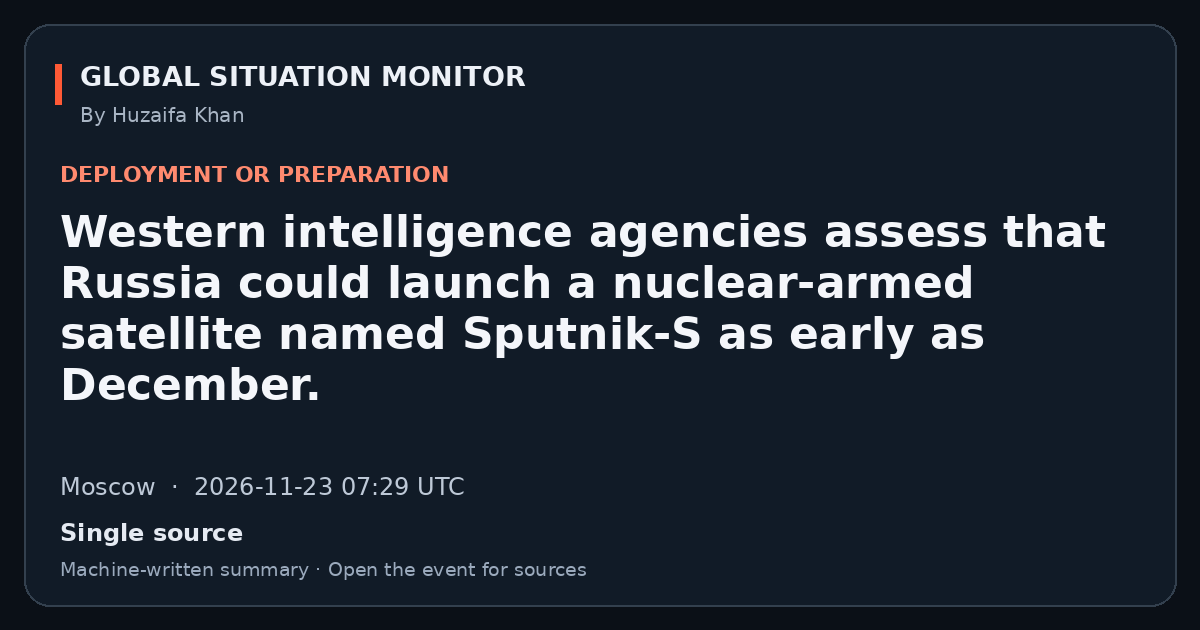 GLOBAL SITUATION MONITOR
By Huzaifa Khan
DEPLOYMENT OR PREPARATION
Western intelligence agencies assess that
Russia could launch a nuclear-armed
satellite named Sputnik-S as early as
December.
Moscow · 2026-11-23 07:29 UTC
Single source
Machine-written summary · Open the event for sources